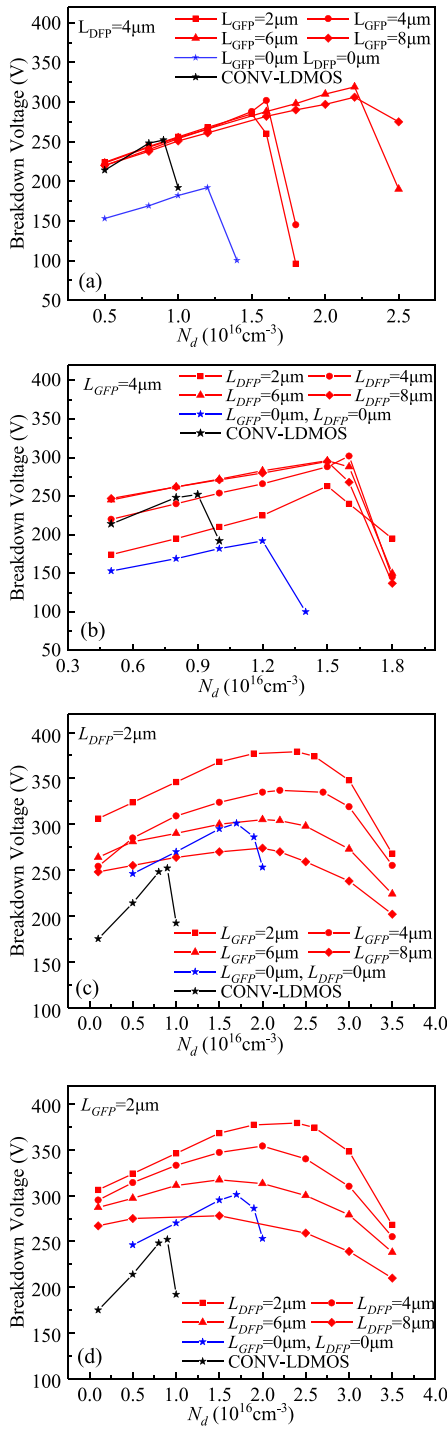 L_DFP=4μm
L_GFP=2μm L_GFP=4μm
L_GFP=6μm L_GFP=8μm
L_GFP=0μm L_DFP=0μm
CONV-LDMOS
Breakdown Voltage (V)
400
350
300
250
200
150
100
50
(a)
0.5 1.0 1.5 2.0 2.5
N_d (10^16cm^-3)
L_GFP=4μm
L_DFP=2μm L_DFP=4μm
L_DFP=6μm L_DFP=8μm
L_GFP=0μm, L_DFP=0μm
CONV-LDMOS
Breakdown Voltage (V)
400
350
300
250
200
150
100
50
(b)
0.3 0.6 0.9 1.2 1.5 1.8
N_d (10^16cm^-3)
L_DFP=2μm
Breakdown Voltage (V)
400
350
300
250
200
150
100
L_GFP=2μm L_GFP=4μm
L_GFP=6μm L_GFP=8μm
L_GFP=0μm, L_DFP=0μm
CONV-LDMOS
(c)
0.0 0.5 1.0 1.5 2.0 2.5 3.0 3.5 4.0
N_d (10^16cm^-3)
L_GFP=2μm
Breakdown Voltage (V)
400
350
300
250
200
150
100
L_DFP=2μm L_DFP=4μm
L_DFP=6μm L_DFP=8μm
L_GFP=0μm, L_DFP=0μm
CONV-LDMOS
(d)
0.0 0.5 1.0 1.5 2.0 2.5 3.0 3.5 4.0
N_d (10^16cm^-3)